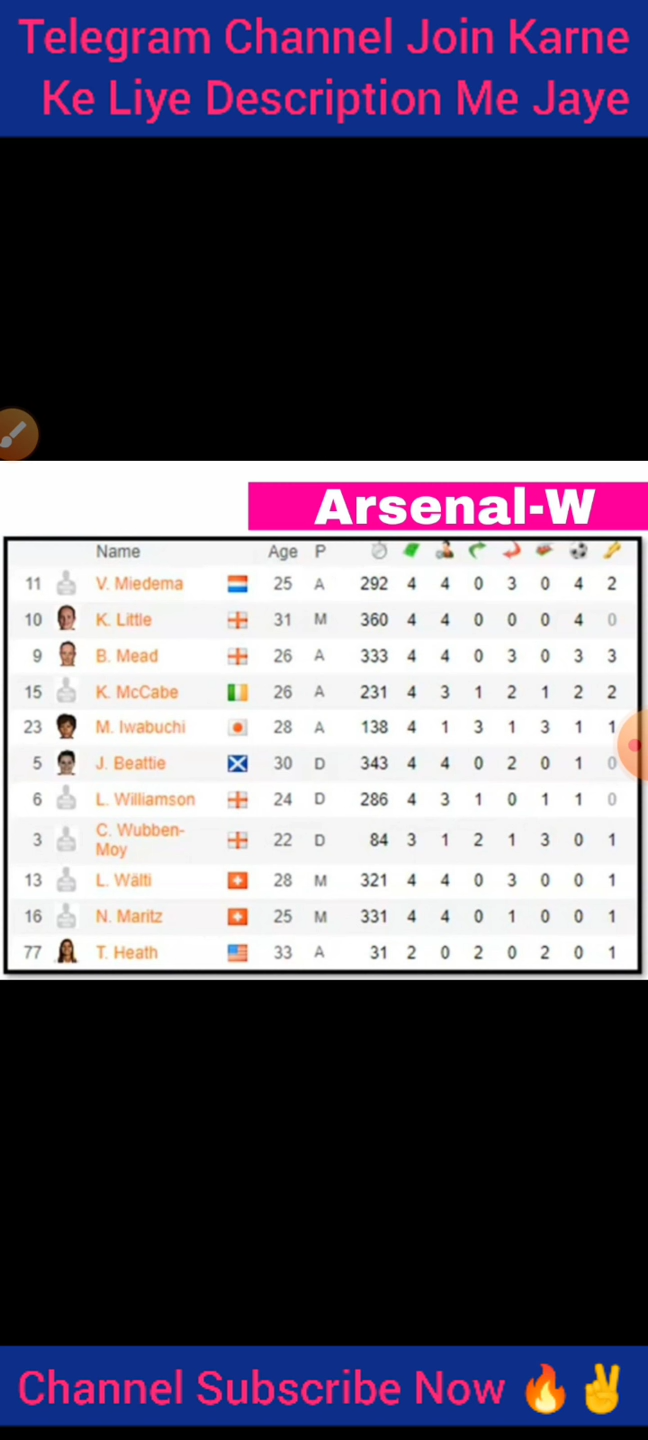 Telegram Channel Join Karne
Ke Liye Description Me Jaye
Arsenal-W
Name Age P
11 V. Miedema 25 A 292 4 4 0 3 0 4 2
10 K. Little 31 M 360 4 4 0 0 0 4 0
9 B. Mead 26 A 333 4 4 0 3 0 3 3
15 K. McCabe 26 A 231 4 3 1 2 1 2 2
23 M. Iwabuchi 28 A 138 4 1 3 1 3 1 1
5 J. Beattie 30 D 343 4 4 0 2 0 1 0
6 L. Williamson 24 D 286 4 3 1 0 1 1 0
3 C. Wubben-Moy 22 D 84 3 1 2 1 3 0 1
13 L. Wälti 28 M 321 4 4 0 3 0 0 1
16 N. Maritz 25 M 331 4 4 0 1 0 0 1
77 T. Heath 33 A 31 2 0 2 0 2 0 1
Channel Subscribe Now 🔥✌️